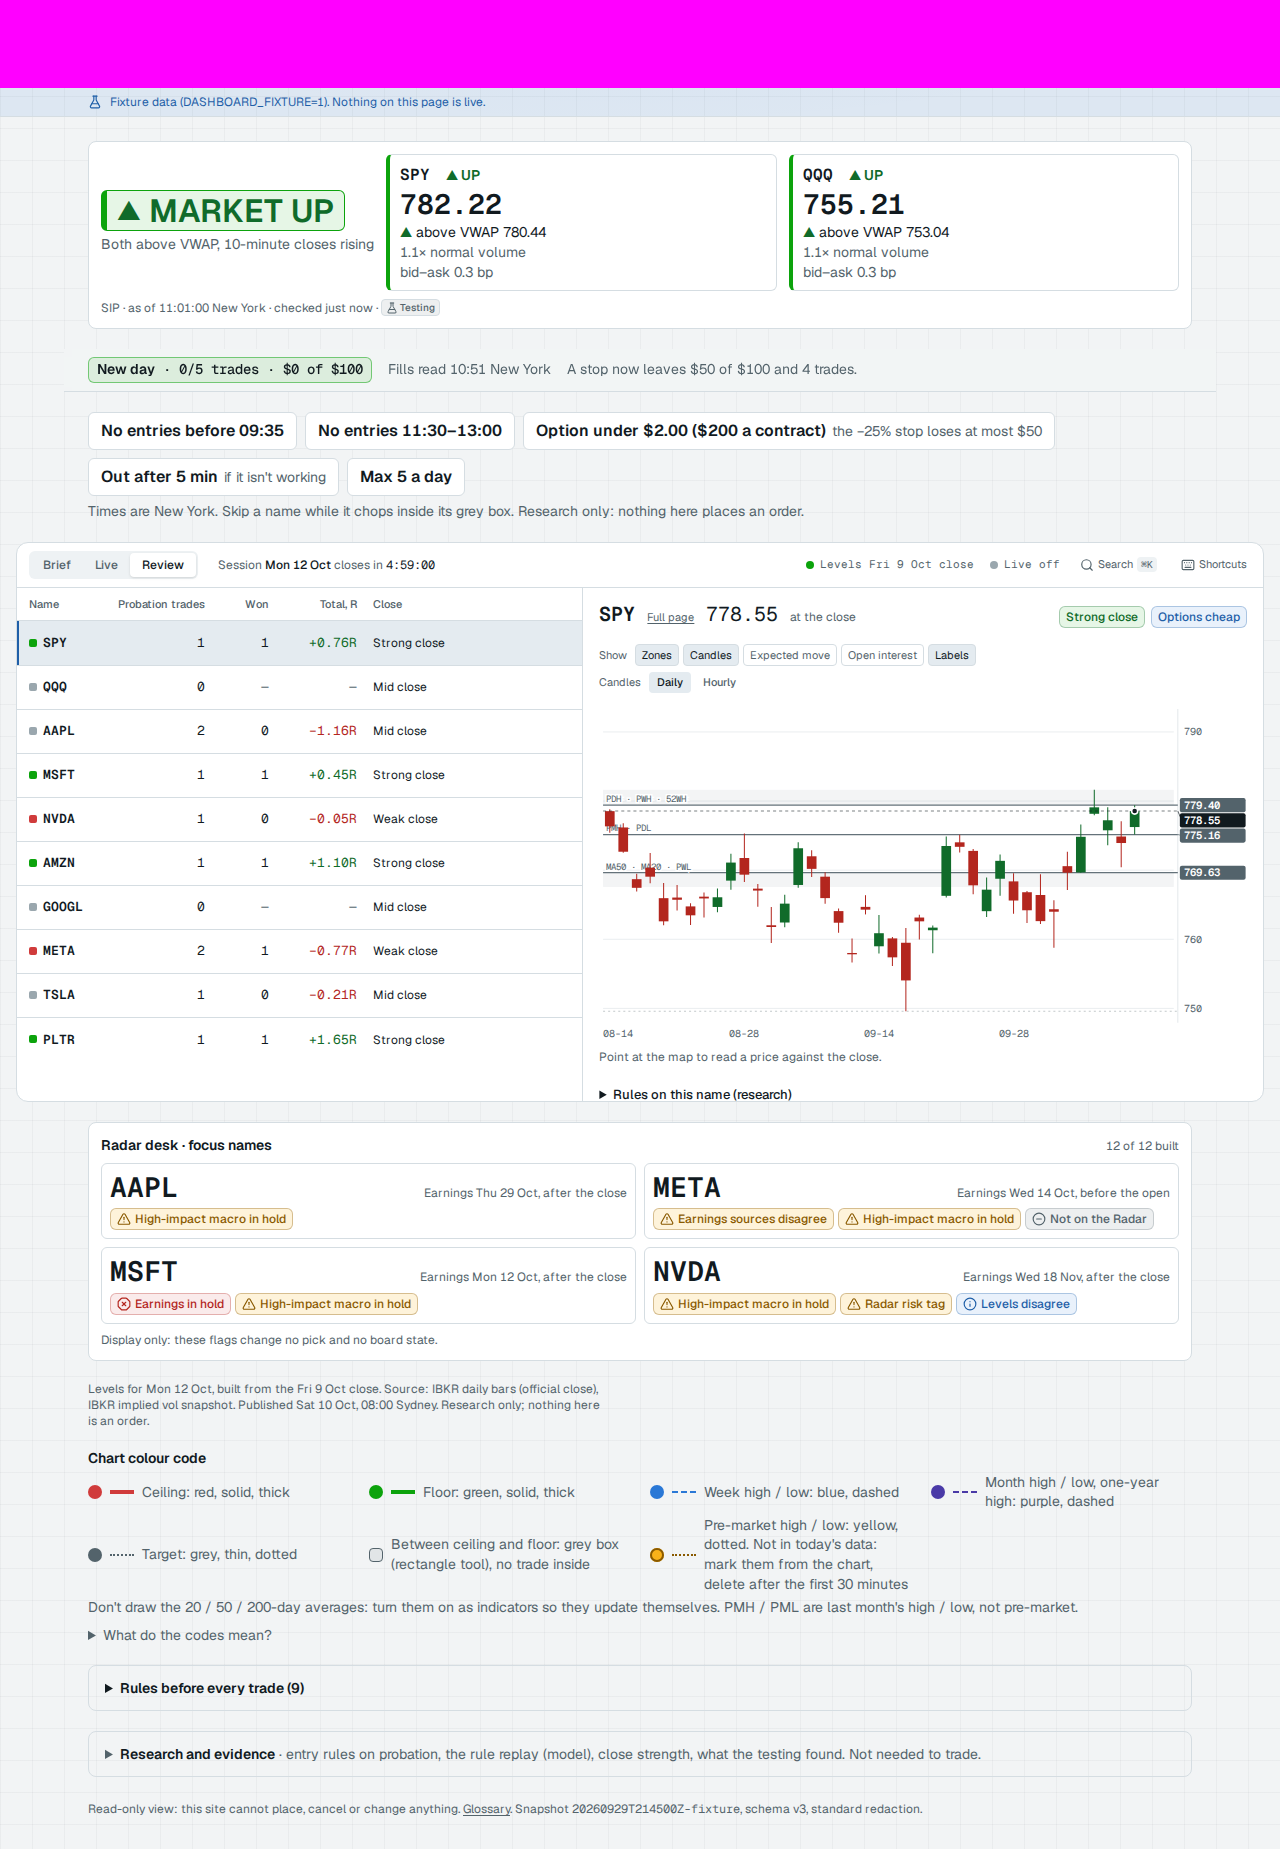 Fixture data (DASHBOARD_FIXTURE=1). Nothing on this page is live.
▲ MARKET UP
Both above VWAP, 10-minute closes rising
SPY ▲ UP
782.22
▲ above VWAP 780.44
1.1× normal volume
bid–ask 0.3 bp
QQQ ▲ UP
755.21
▲ above VWAP 753.04
1.1× normal volume
bid–ask 0.3 bp
SIP · as of 11:01:00 New York · checked just now · Testing
New day · 0/5 trades · $0 of $100 Fills read 10:51 New York A stop now leaves $50 of $100 and 4 trades.
No entries before 09:35 No entries 11:30–13:00 Option under $2.00 ($200 a contract) the −25% stop loses at most $50
Out after 5 min if it isn't working Max 5 a day
Times are New York. Skip a name while it chops inside its grey box. Research only: nothing here places an order.
Brief Live Review Session Mon 12 Oct closes in 4:59:00 Levels Fri 9 Oct close Live off Search ⌘K Shortcuts
Name Probation trades Won Total, R Close
SPY 1 1 +0.76R Strong close
QQQ 0 — — Mid close
AAPL 2 0 −1.16R Mid close
MSFT 1 1 +0.45R Strong close
NVDA 1 0 −0.05R Weak close
AMZN 1 1 +1.10R Strong close
GOOGL 0 — — Mid close
META 2 1 −0.77R Weak close
TSLA 1 0 −0.21R Mid close
PLTR 1 1 +1.65R Strong close
SPY Full page 778.55 at the close Strong close Options cheap
Show Zones Candles Expected move Open interest Labels
Candles Daily Hourly
790
PDH · PWH · 52WH
779.40
778.55
PDL
775.16
MA50 · MA20 · PWL
769.63
760
750
08-14 08-28 09-14 09-28
Point at the map to read a price against the close.
▶ Rules on this name (research)
Radar desk · focus names 12 of 12 built
AAPL Earnings Thu 29 Oct, after the close
High-impact macro in hold
META Earnings Wed 14 Oct, before the open
Earnings sources disagree High-impact macro in hold Not on the Radar
MSFT Earnings Mon 12 Oct, after the close
Earnings in hold High-impact macro in hold
NVDA Earnings Wed 18 Nov, after the close
High-impact macro in hold Radar risk tag Levels disagree
Display only: these flags change no pick and no board state.
Levels for Mon 12 Oct, built from the Fri 9 Oct close. Source: IBKR daily bars (official close),
IBKR implied vol snapshot. Published Sat 10 Oct, 08:00 Sydney. Research only; nothing here
is an order.
Chart colour code
Ceiling: red, solid, thick
Floor: green, solid, thick
Week high / low: blue, dashed
Month high / low, one-year
high: purple, dashed
Target: grey, thin, dotted
Between ceiling and floor: grey box
(rectangle tool), no trade inside
Pre-market high / low: yellow,
dotted. Not in today's data:
mark them from the chart,
delete after the first 30 minutes
Don't draw the 20 / 50 / 200-day averages: turn them on as indicators so they update themselves. PMH / PML are last month's high / low, not pre-market.
▶ What do the codes mean?
▶ Rules before every trade (9)
▶ Research and evidence · entry rules on probation, the rule replay (model), close strength, what the testing found. Not needed to trade.
Read-only view: this site cannot place, cancel or change anything. Glossary. Snapshot 20260929T214500Z-fixture, schema v3, standard redaction.